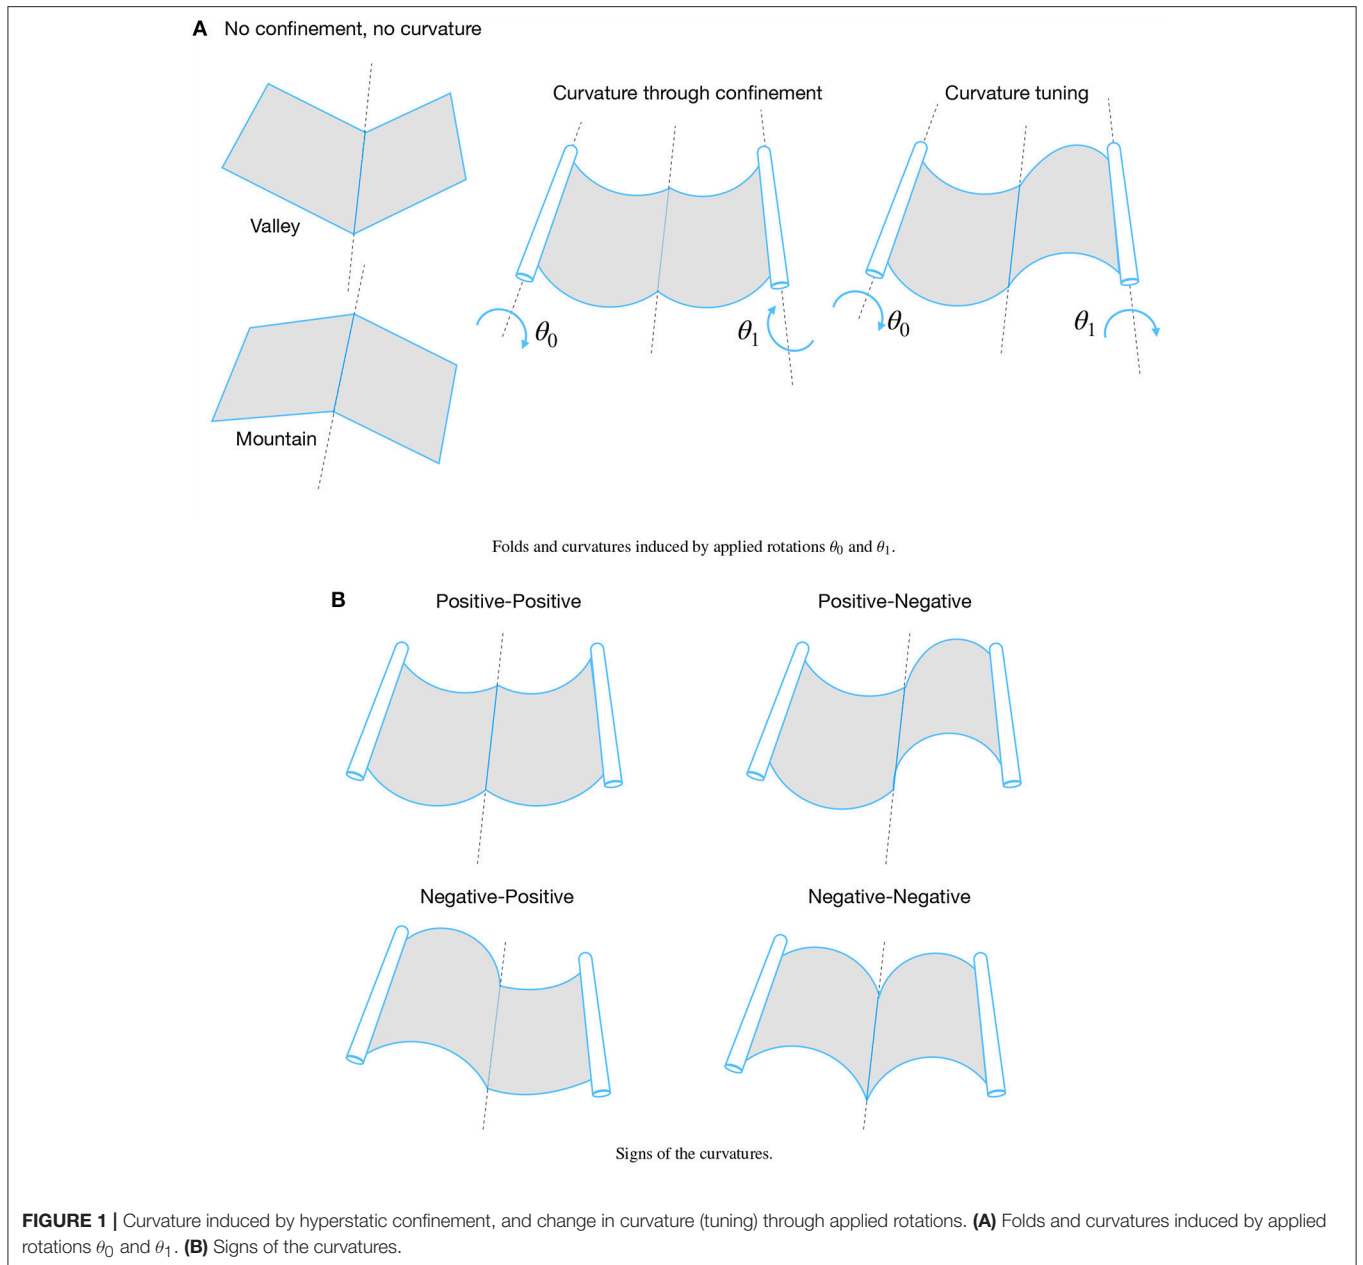 A No confinement, no curvature
Curvature through confinement
Curvature tuning
Valley
Mountain
θ0
θ1
θ0
θ1
Folds and curvatures induced by applied rotations θ0 and θ1.
B
Positive-Positive
Positive-Negative
Negative-Positive
Negative-Negative
Signs of the curvatures.
FIGURE 1 | Curvature induced by hyperstatic confinement, and change in curvature (tuning) through applied rotations. (A) Folds and curvatures induced by applied
rotations θ0 and θ1. (B) Signs of the curvatures.